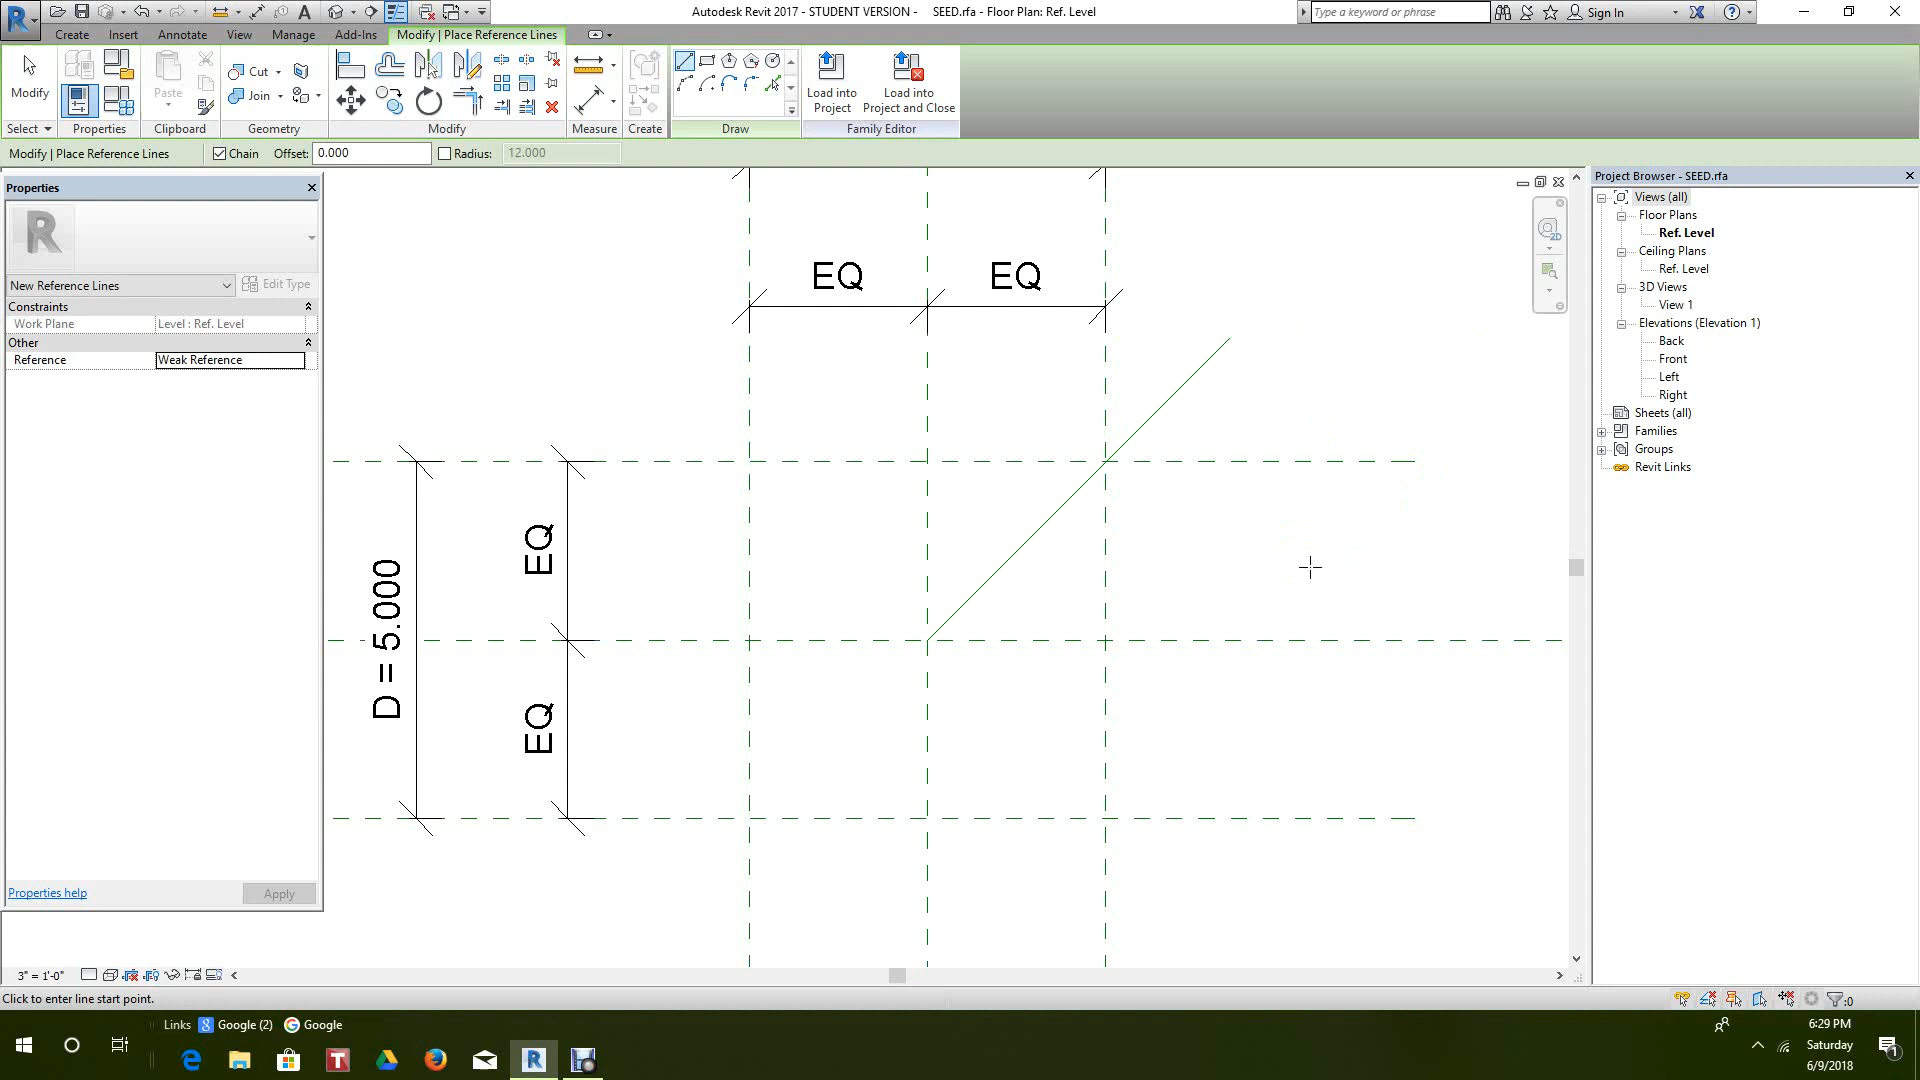 Autodesk Revit 2017 - STUDENT VERSION - SEED.rfa - Floor Plan: Ref. Level
Type a keyword or phrase
Sign In
Create Insert Annotate View Manage Add-Ins Modify | Place Reference Lines
Modify
Paste
Cut
Join
Load into Project
Load into Project and Close
Select Properties Clipboard Geometry Modify Measure Create Draw Family Editor
Modify | Place Reference Lines Chain Offset: 0.000 Radius: 12.000
Properties
R
New Reference Lines Edit Type
Constraints
Work Plane Level : Ref. Level
Other
Reference Weak Reference
Properties help Apply
EQ EQ
D = 5.000
EQ
EQ
2D
Project Browser - SEED.rfa
Views (all)
Floor Plans
Ref. Level
Ceiling Plans
Ref. Level
3D Views
View 1
Elevations (Elevation 1)
Back
Front
Left
Right
Sheets (all)
Families
Groups
Revit Links
3" = 1'-0"
Click to enter line start point.
:0
Links Google (2) Google
6:29 PM
Saturday
6/9/2018
1